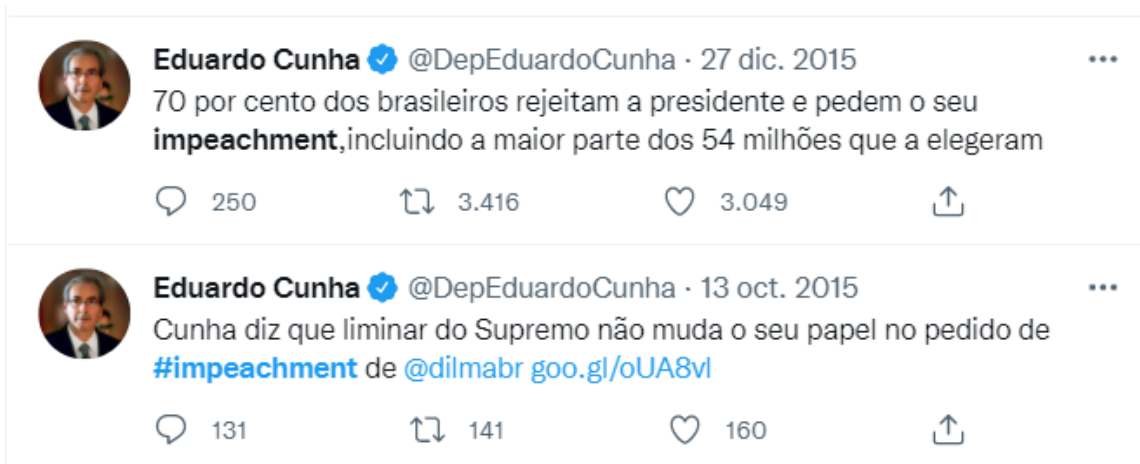 Eduardo Cunha @DepEduardoCunha · 27 dic. 2015
70 por cento dos brasileiros rejeitam a presidente e pedem o seu
impeachment,incluindo a maior parte dos 54 milhões que a elegeram
250 3.416 3.049
Eduardo Cunha @DepEduardoCunha · 13 oct. 2015
Cunha diz que liminar do Supremo não muda o seu papel no pedido de
#impeachment de @dilmabr goo.gl/oUA8vl
131 141 160